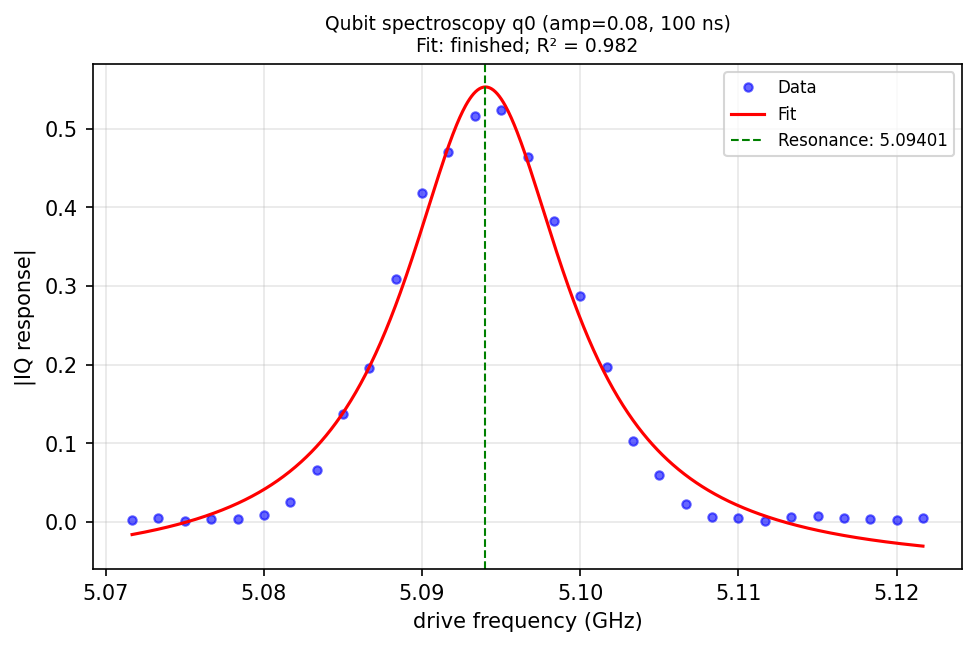 Qubit spectroscopy q0 (amp=0.08, 100 ns)
Fit: finished; R² = 0.982
Data
Fit
Resonance: 5.09401
|IQ response|
0.5
0.4
0.3
0.2
0.1
0.0
5.07 5.08 5.09 5.10 5.11 5.12
drive frequency (GHz)